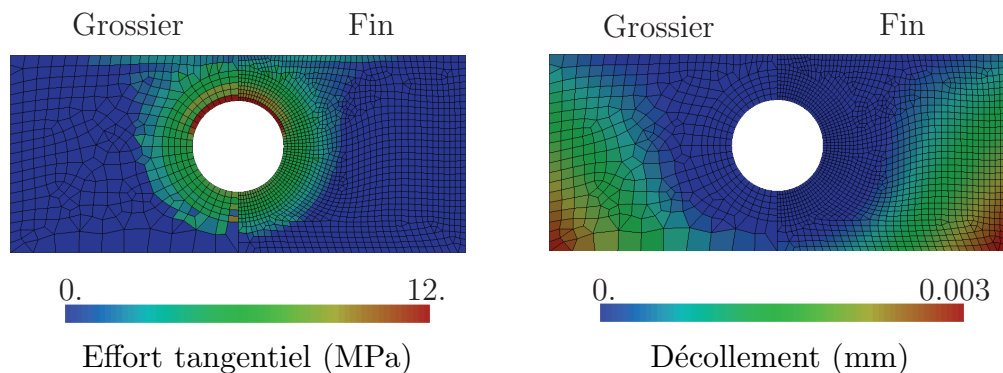 Grossier Fin
Grossier Fin
0. 12.
Effort tangentiel (MPa)
0. 0.003
Décollement (mm)